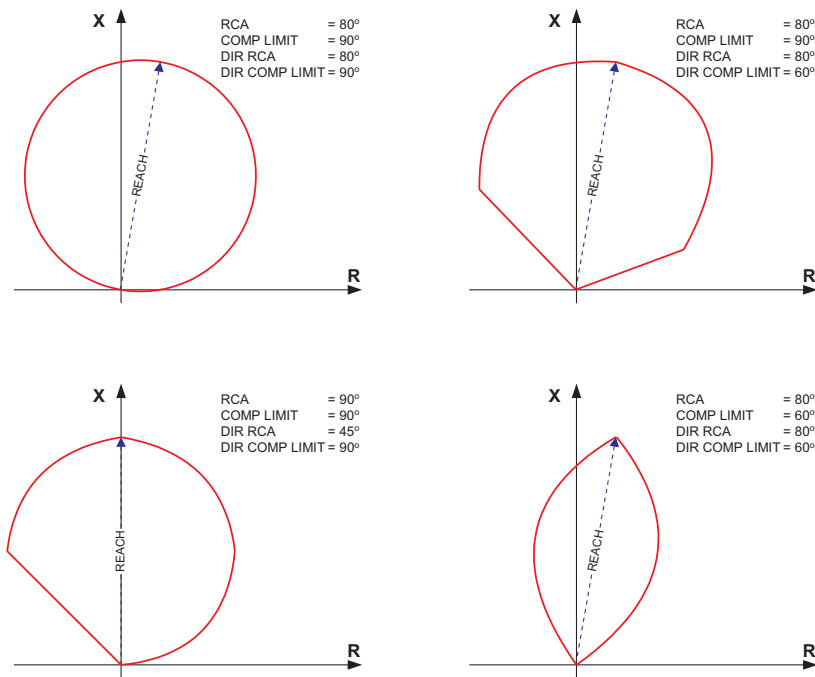 X
RCA = 80º
COMP LIMIT = 90º
DIR RCA = 80º
DIR COMP LIMIT = 90º
REACH
R
X
RCA = 80º
COMP LIMIT = 90º
DIR RCA = 80º
DIR COMP LIMIT = 60º
REACH
R
X
RCA = 90º
COMP LIMIT = 90º
DIR RCA = 45º
DIR COMP LIMIT = 90º
REACH
R
X
RCA = 80º
COMP LIMIT = 60º
DIR RCA = 80º
DIR COMP LIMIT = 60º
REACH
R